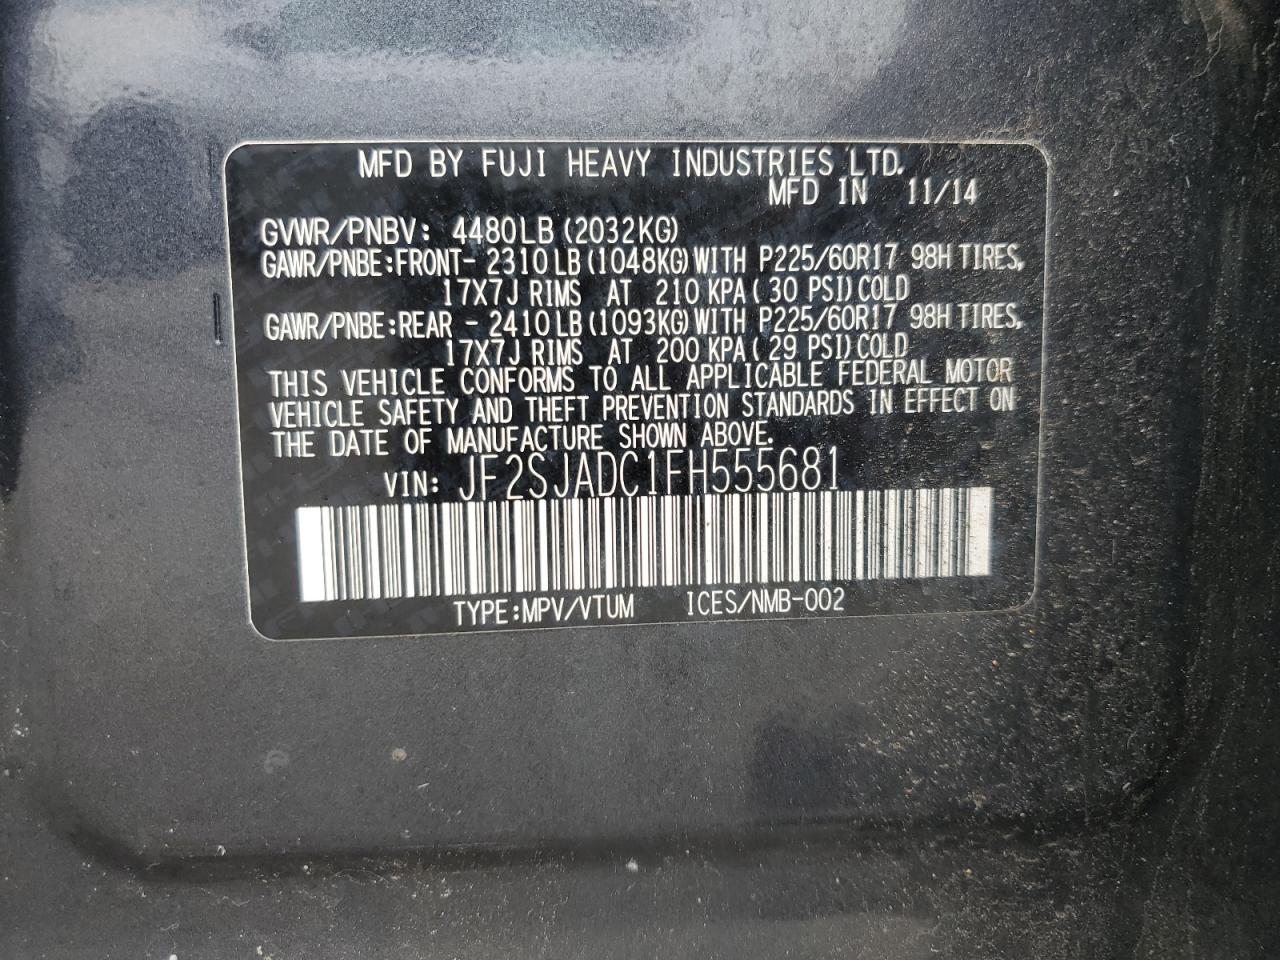 MFD BY FUJI HEAVY INDUSTRIES LTD.
MFD IN 11/14
GVWR/PNBV: 4480LB(2032KG)
GAWR/PNBE:FRONT- 2310LB(1048KG)WITH P225/60R17 98H TIRES,
17X7J RIMS AT 210 KPA( 30 PSI)COLD
GAWR/PNBE:REAR - 2410LB(1093KG)WITH P225/60R17 98H TIRES,
17X7J RIMS AT 200 KPA( 29 PSI)COLD
THIS VEHICLE CONFORMS TO ALL APPLICABLE FEDERAL MOTOR
VEHICLE SAFETY AND THEFT PREVENTION STANDARDS IN EFFECT ON
THE DATE OF MANUFACTURE SHOWN ABOVE.
VIN: JF2SJADC1FH555681
TYPE:MPV/VTUM ICES/NMB-002